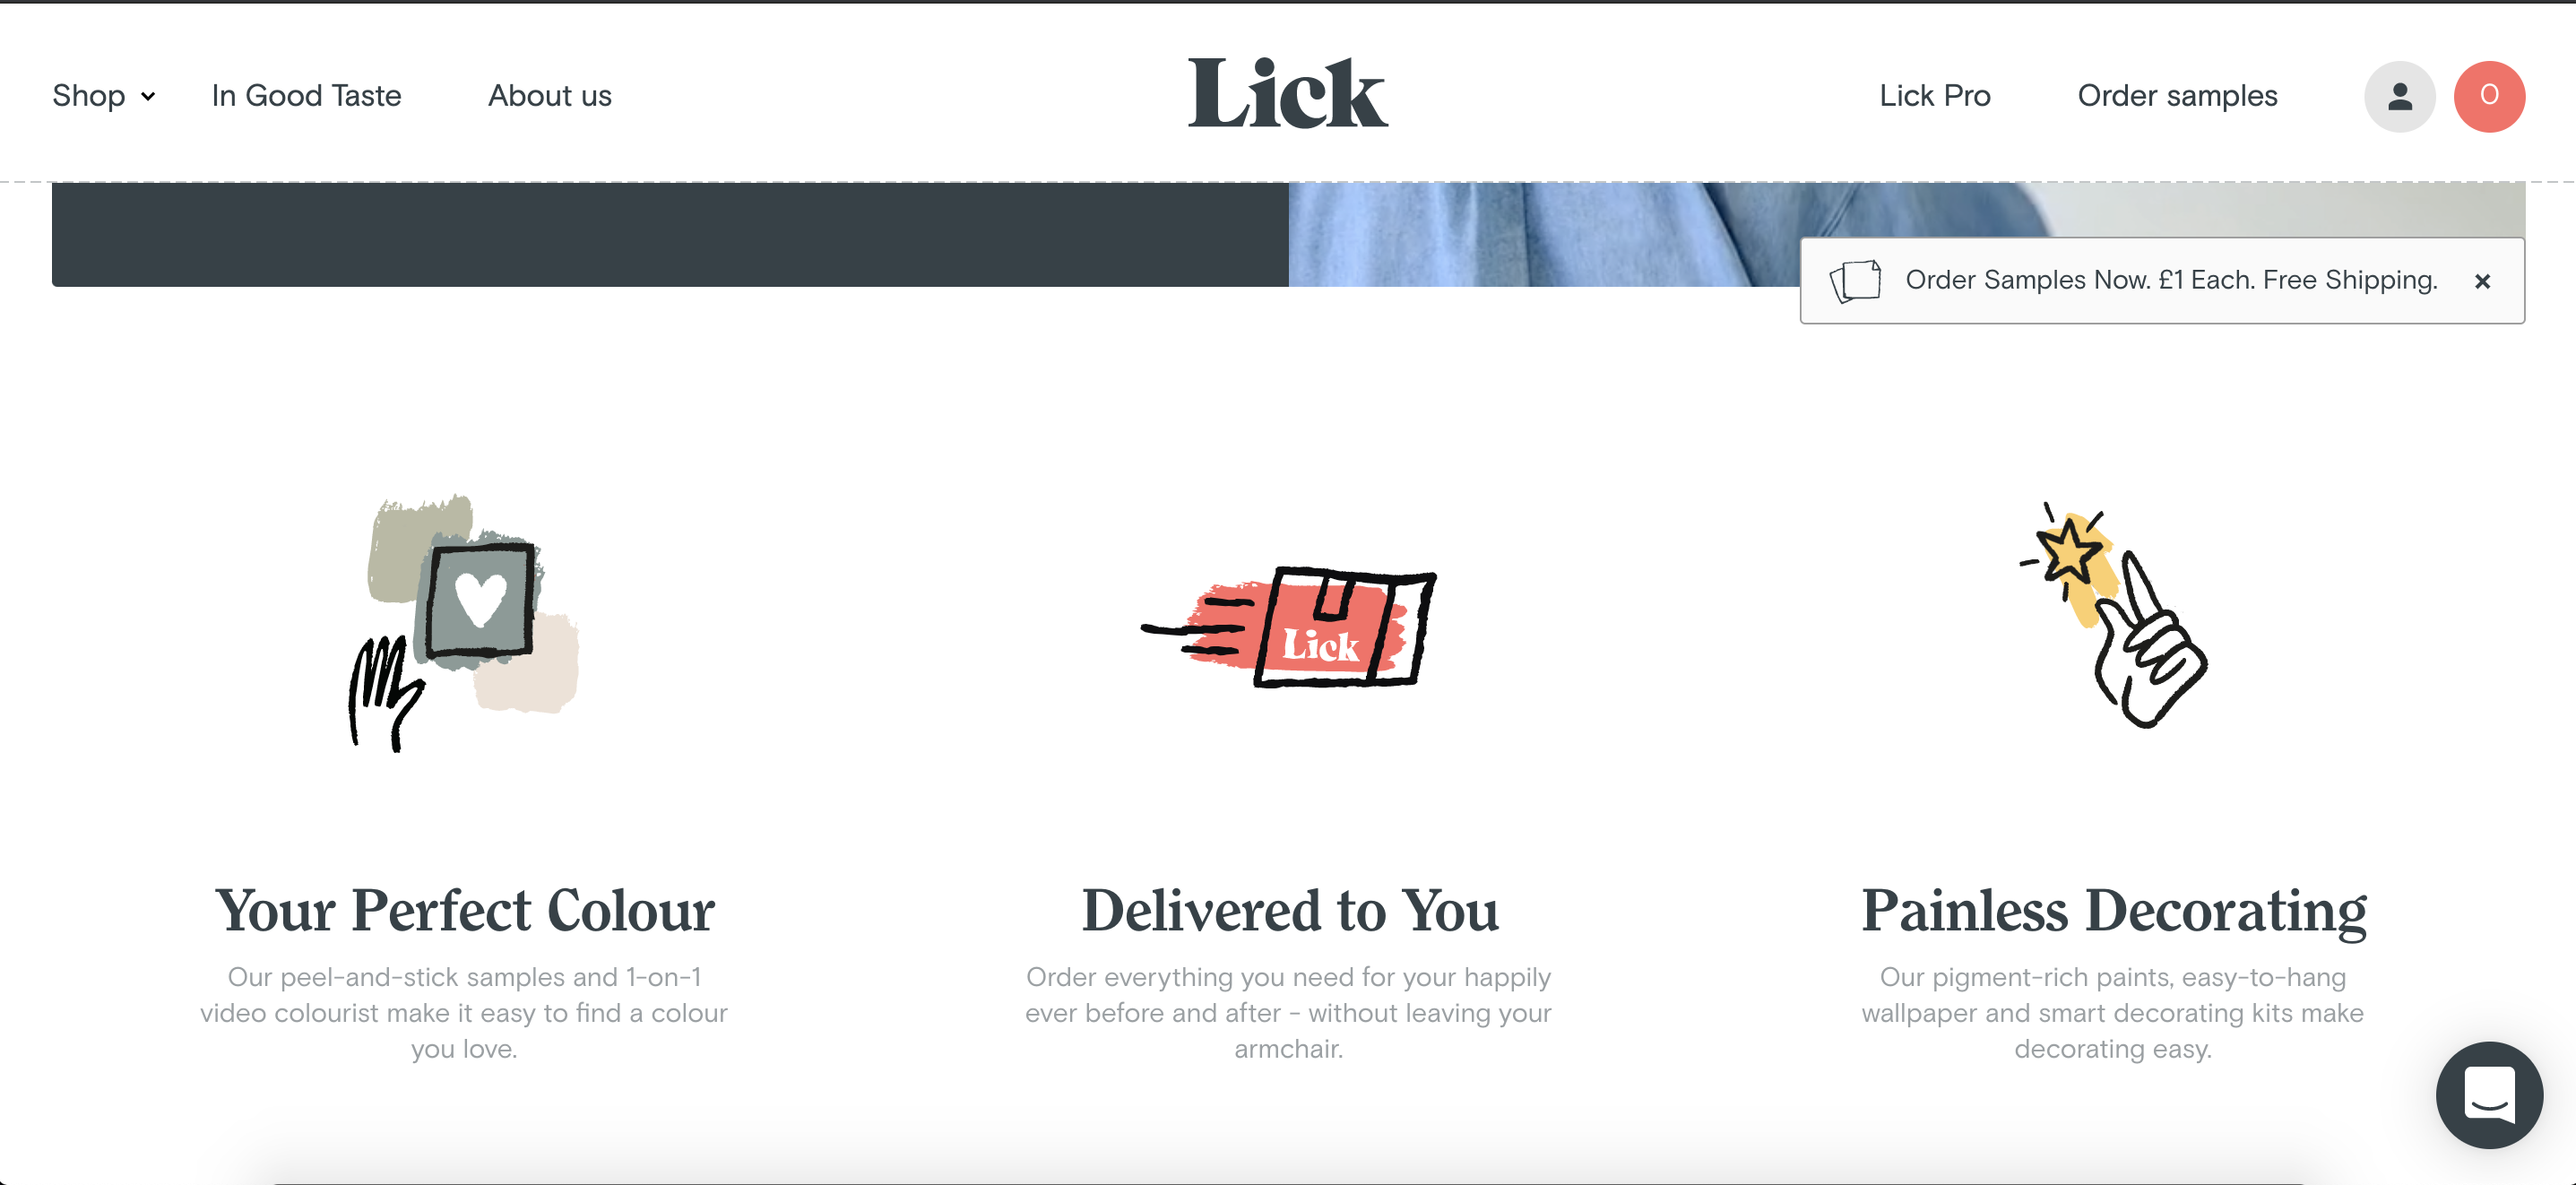 Shop
In Good Taste
About us
Lick
Lick Pro
Order samples
0
Order Samples Now. £1 Each. Free Shipping.
Lick
Your Perfect Colour
Our peel-and-stick samples and 1-on-1
video colourist make it easy to find a colour
you love.
Delivered to You
Order everything you need for your happily
ever before and after - without leaving your
armchair.
Painless Decorating
Our pigment-rich paints, easy-to-hang
wallpaper and smart decorating kits make
decorating easy.